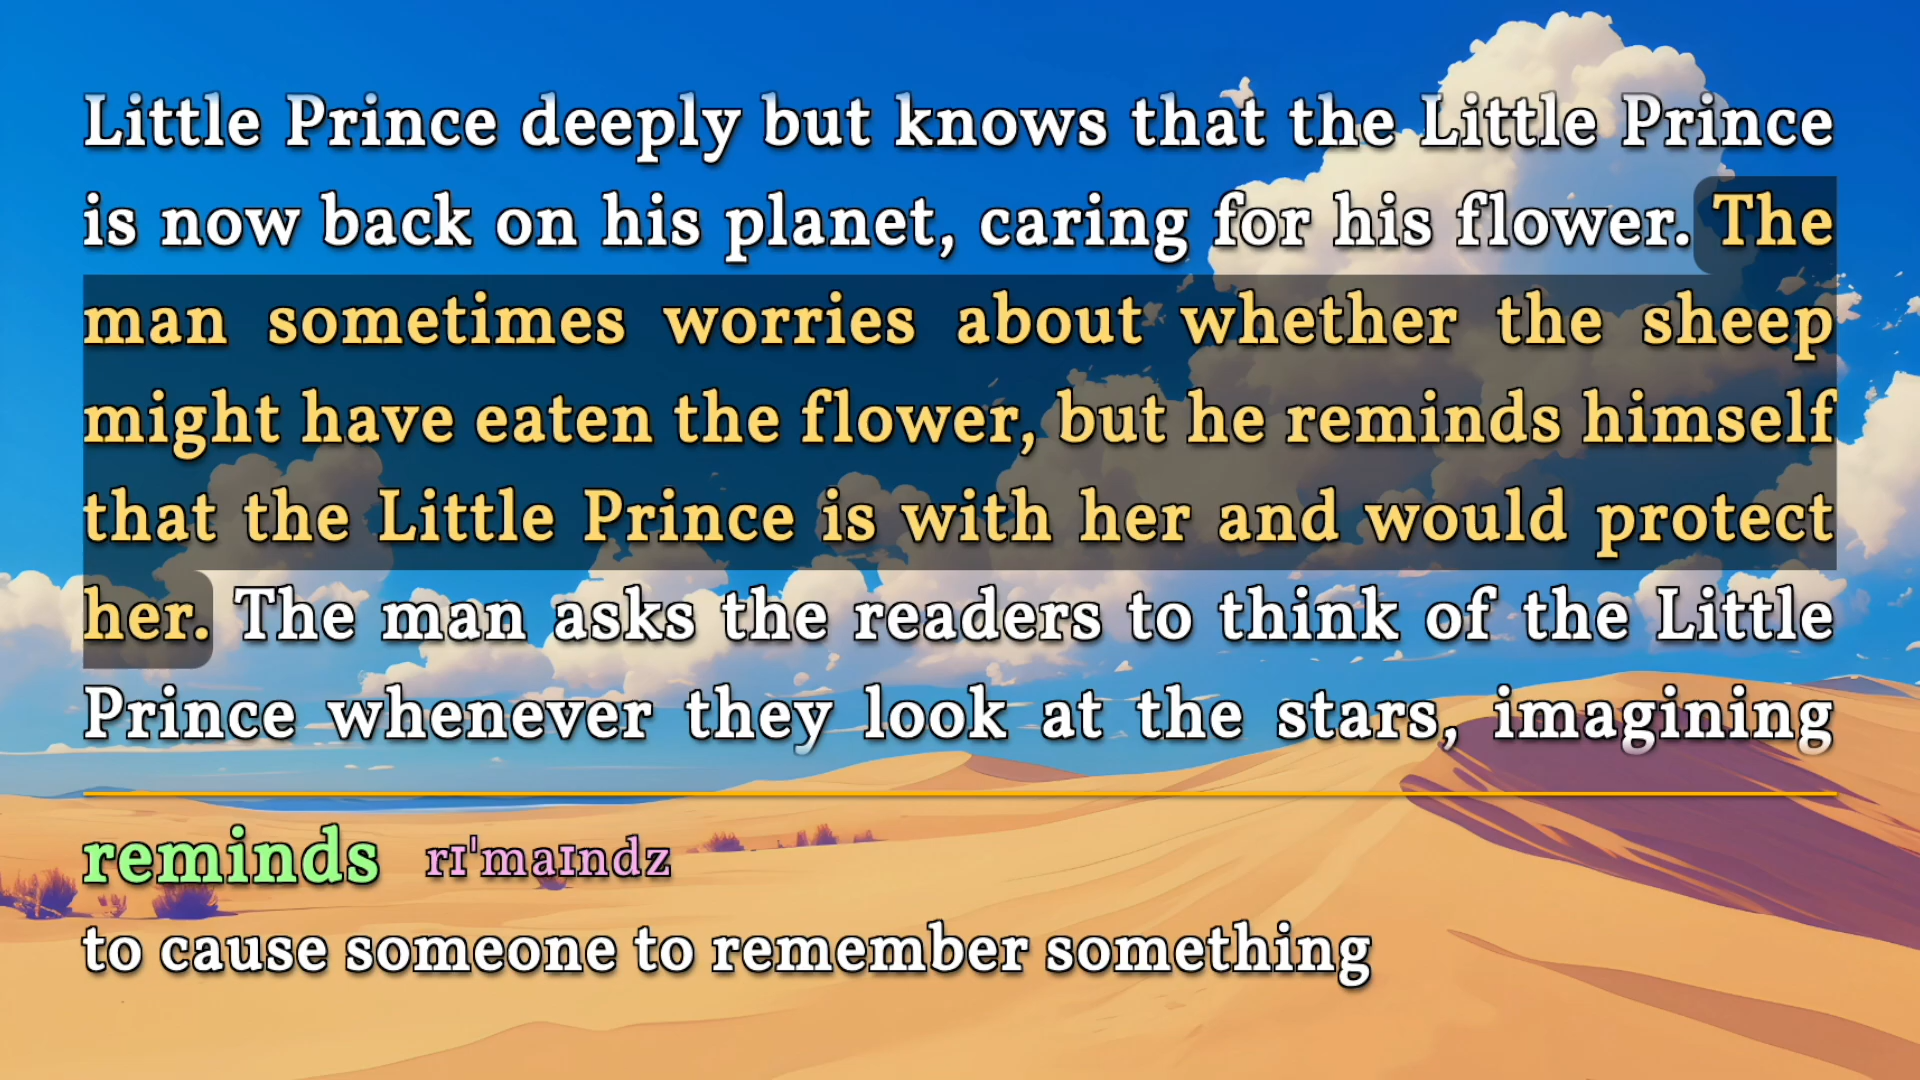 Little Prince deeply but knows that the Little Prince
is now back on his planet, caring for his flower. The
man sometimes worries about whether the sheep
might have eaten the flower, but he reminds himself
that the Little Prince is with her and would protect
her. The man asks the readers to think of the Little
Prince whenever they look at the stars, imagining
reminds rɪˈmaɪndz
to cause someone to remember something